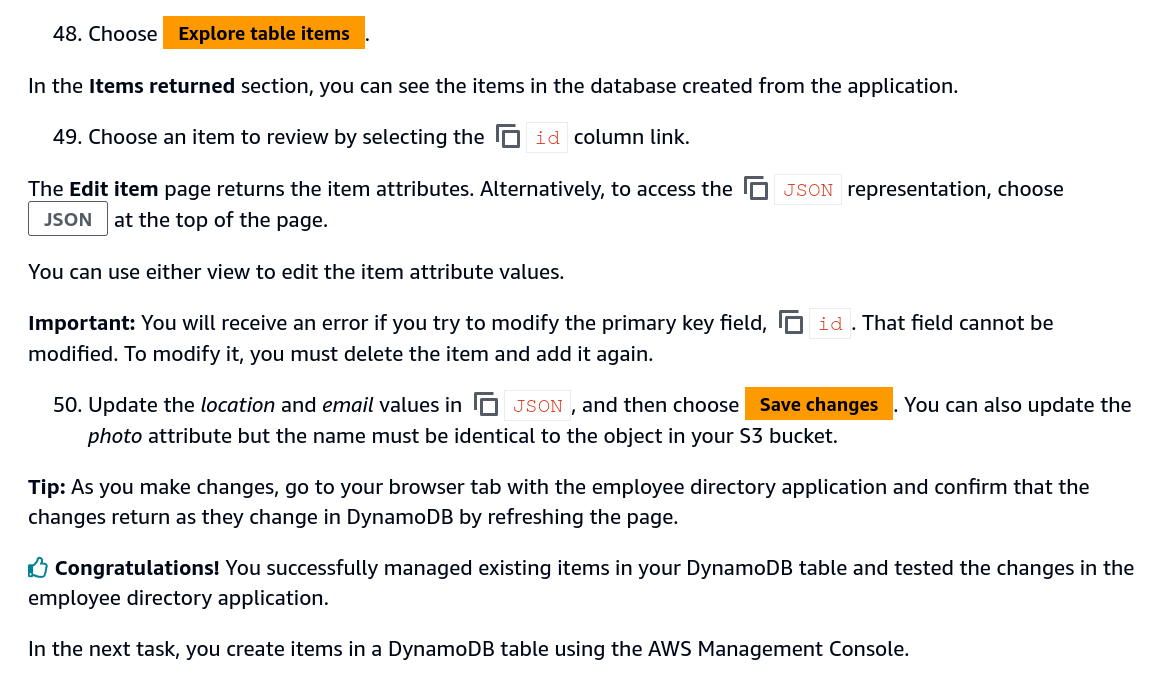 48. Choose Explore table items.
In the Items returned section, you can see the items in the database created from the application.
49. Choose an item to review by selecting the id column link.
The Edit item page returns the item attributes. Alternatively, to access the JSON representation, choose
JSON at the top of the page.
You can use either view to edit the item attribute values.
Important: You will receive an error if you try to modify the primary key field, id. That field cannot be
modified. To modify it, you must delete the item and add it again.
50. Update the location and email values in JSON, and then choose Save changes. You can also update the
photo attribute but the name must be identical to the object in your S3 bucket.
Tip: As you make changes, go to your browser tab with the employee directory application and confirm that the
changes return as they change in DynamoDB by refreshing the page.
Congratulations! You successfully managed existing items in your DynamoDB table and tested the changes in the
employee directory application.
In the next task, you create items in a DynamoDB table using the AWS Management Console.